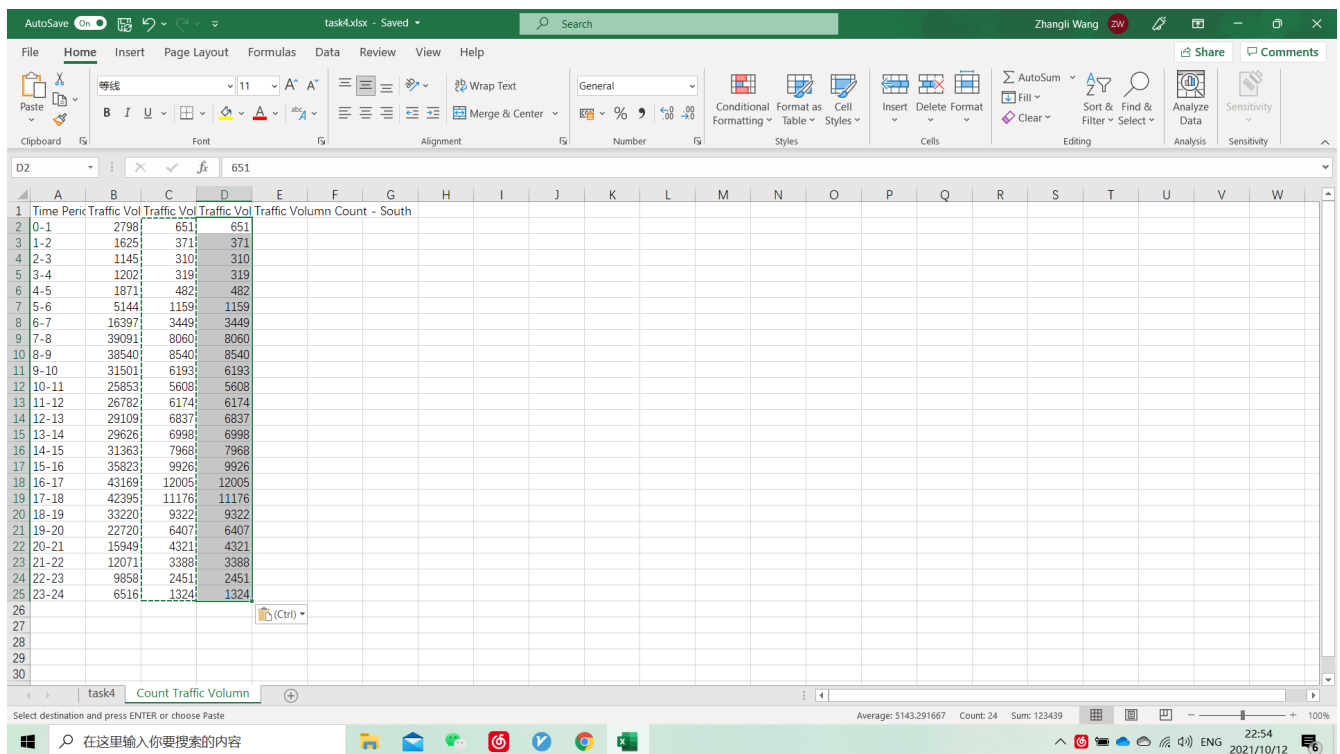 AutoSave On task4.xlsx - Saved Search Zhangli Wang ZW
File Home Insert Page Layout Formulas Data Review View Help Share Comments
Paste 等线 11 A^ Aˇ ab Wrap Text General Conditional Formatting Format as Table Cell Styles Insert Delete Format AutoSum Fill Clear Sort & Filter Find & Select Analyze Data Sensitivity
B I U A abc Merge & Center % 9
Clipboard Font Alignment Number Styles Cells Editing Analysis Sensitivity
D2 fx 651
A B C D E F G H I J K L M N O P Q R S T U V W
1 Time Peric Traffic Vol Traffic Vol Traffic Vol Traffic Volumn Count - South
2 0-1 2798 651 651
3 1-2 1625 371 371
4 2-3 1145 310 310
5 3-4 1202 319 319
6 4-5 1871 482 482
7 5-6 5144 1159 1159
8 6-7 16397 3449 3449
9 7-8 39091 8060 8060
10 8-9 38540 8540 8540
11 9-10 31501 6193 6193
12 10-11 25853 5608 5608
13 11-12 26782 6174 6174
14 12-13 29109 6837 6837
15 13-14 29626 6998 6998
16 14-15 31363 7968 7968
17 15-16 35823 9926 9926
18 16-17 43169 12005 12005
19 17-18 42395 11176 11176
20 18-19 33220 9322 9322
21 19-20 22720 6407 6407
22 20-21 15949 4321 4321
23 21-22 12071 3388 3388
24 22-23 9858 2451 2451
25 23-24 6516 1324 1324
26 (Ctrl)
27
28
29
30
task4 Count Traffic Volumn
Select destination and press ENTER or choose Paste Average: 5143.291667 Count: 24 Sum: 123439 100%
在这里输入你要搜索的内容 ENG 22:54
2021/10/12 6